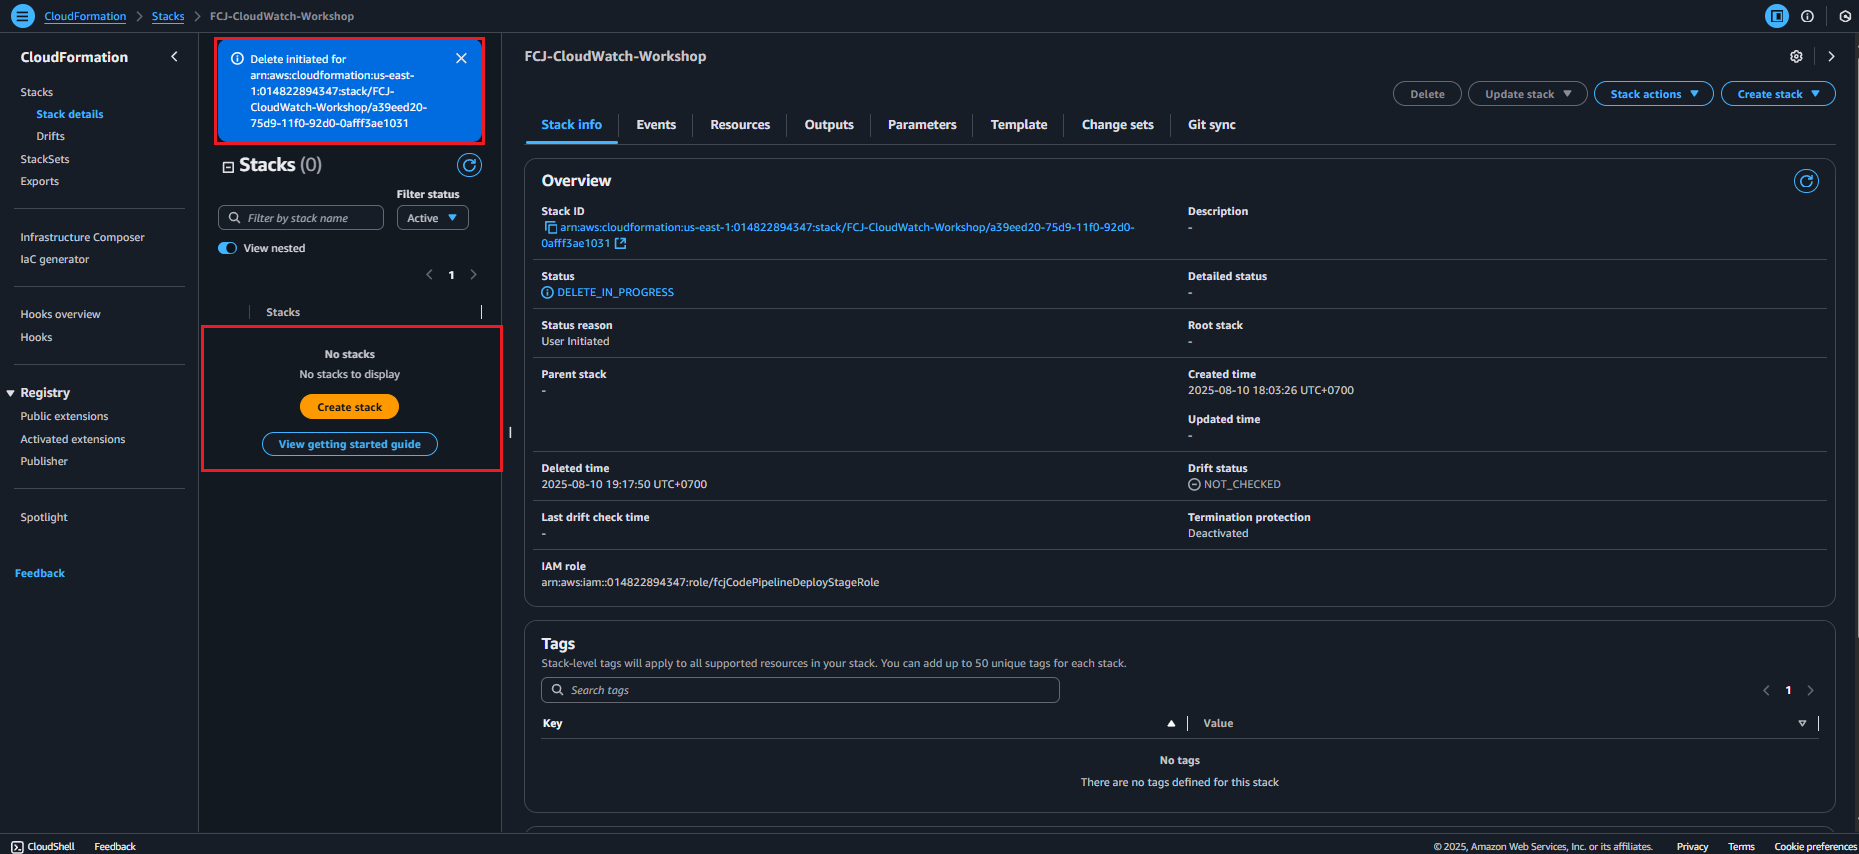 CloudFormation
Stacks
FCJ-CloudWatch-Workshop
CloudFormation
Stacks
Stack details
Drifts
StackSets
Exports
Infrastructure Composer
IaC generator
Hooks overview
Hooks
Registry
Public extensions
Activated extensions
Publisher
Spotlight
Feedback
Delete initiated for
arn:aws:cloudformation:us-east-
1:014822894347:stack/FCJ-
CloudWatch-Workshop/a39eed20-
75d9-11f0-92d0-0afff3ae1031
Stacks (0)
Filter status
Filter by stack name
Active
View nested
1
Stacks
No stacks
No stacks to display
Create stack
View getting started guide
FCJ-CloudWatch-Workshop
Delete
Update stack
Stack actions
Create stack
Stack info
Events
Resources
Outputs
Parameters
Template
Change sets
Git sync
Overview
Stack ID
arn:aws:cloudformation:us-east-1:014822894347:stack/FCJ-CloudWatch-Workshop/a39eed20-75d9-11f0-92d0-
0afff3ae1031
Description
-
Status
DELETE_IN_PROGRESS
Detailed status
-
Status reason
User Initiated
Root stack
-
Parent stack
-
Created time
2025-08-10 18:03:26 UTC+0700
Updated time
-
Deleted time
2025-08-10 19:17:50 UTC+0700
Drift status
NOT_CHECKED
Last drift check time
-
Termination protection
Deactivated
IAM role
arn:aws:iam::014822894347:role/fcjCodePipelineDeployStageRole
Tags
Stack-level tags will apply to all supported resources in your stack. You can add up to 50 unique tags for each stack.
Search tags
1
Key
Value
No tags
There are no tags defined for this stack
CloudShell
Feedback
© 2025, Amazon Web Services, Inc. or its affiliates.
Privacy
Terms
Cookie preferences